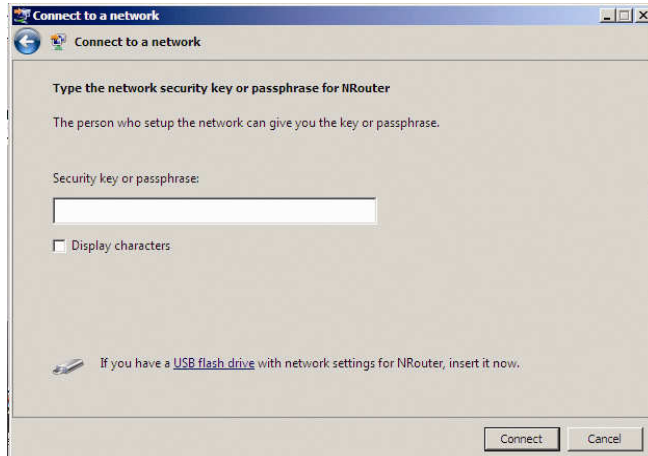 Connect to a network
Connect to a network
Type the network security key or passphrase for NRouter
The person who setup the network can give you the key or passphrase.
Security key or passphrase:
Display characters
If you have a USB flash drive with network settings for NRouter, insert it now.
Connect Cancel